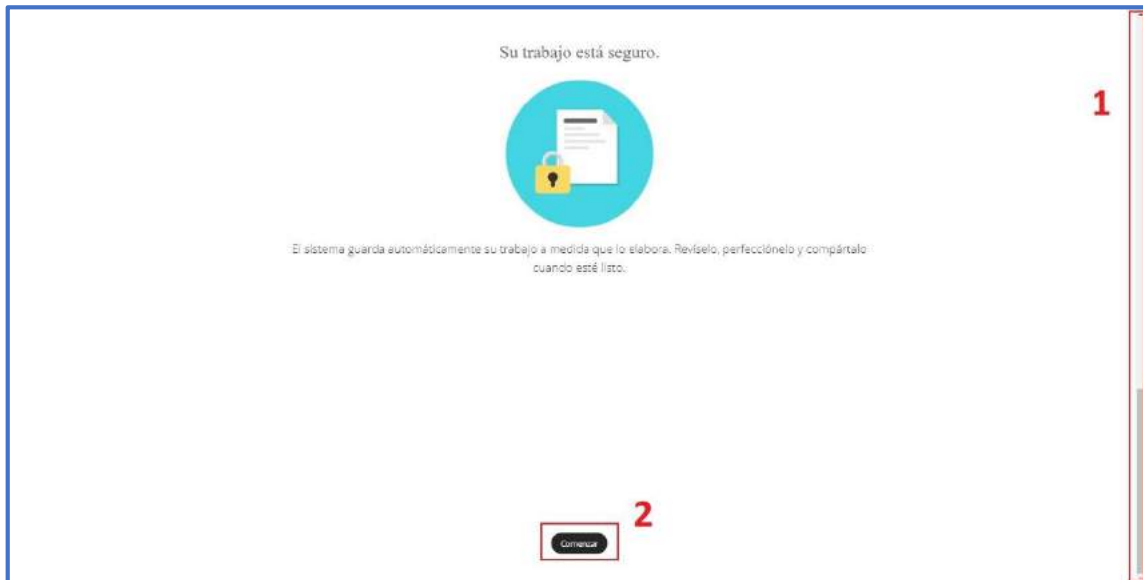 Su trabajo está seguro.
1
El sistema guarda automáticamente su trabajo a medida que lo elabora. Revíselo, perfecciónelo y compártalo
cuando esté listo.
2
Comenzar